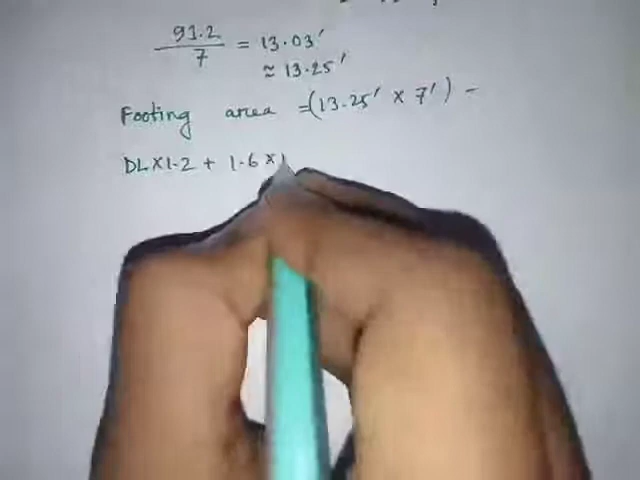 91.2/7 = 13.03'
≈ 13.25'
Footing area =(13.25' × 7') -
DL×1.2 + 1.6 ×